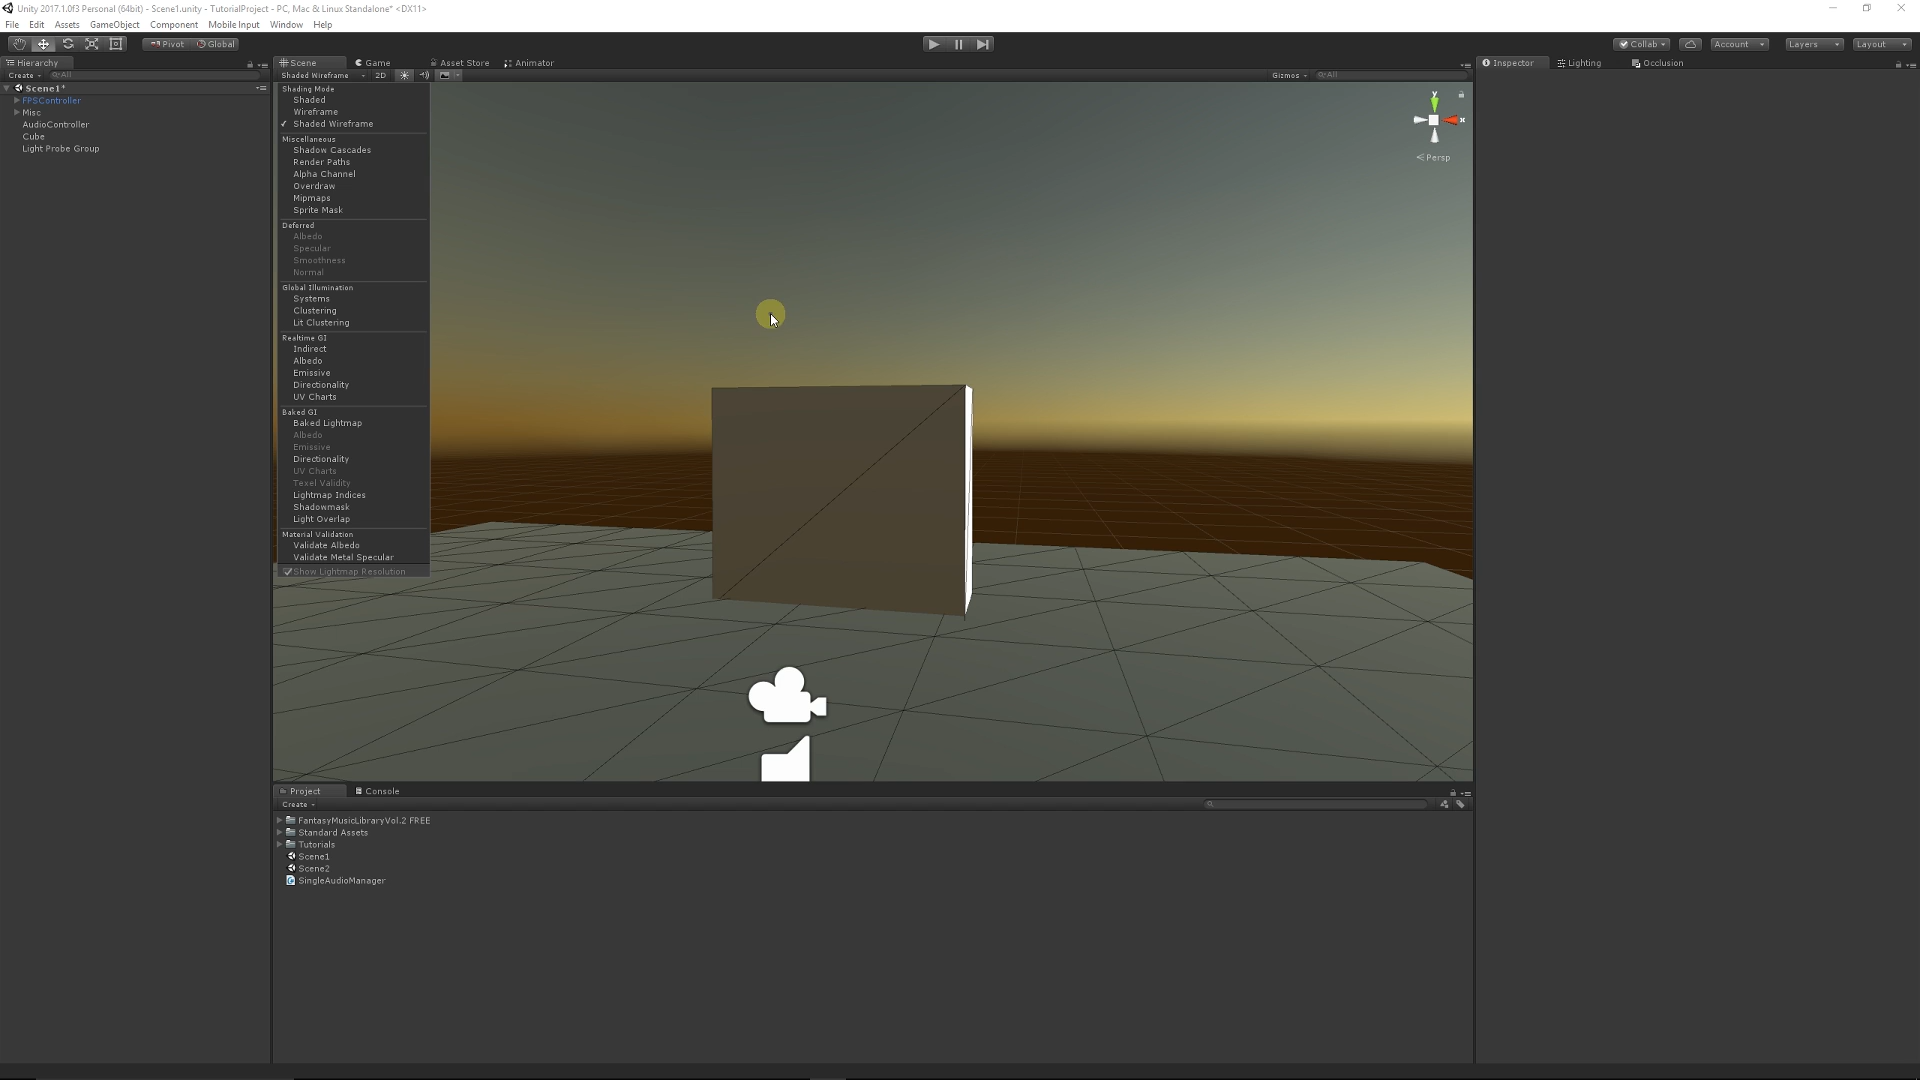 Unity 2017.1.0f3 Personal (64bit) - Scene1.unity - TutorialProject - PC, Mac & Linux Standalone* <DX11>
File Edit Assets GameObject Component Mobile Input Window Help
Pivot Global Collab Account Layers Layout
Hierarchy Scene Game Asset Store Animator Inspector Lighting Occlusion
Create All Shaded Wireframe 2D Gizmos All
Scene1*
FPSController
Misc
AudioController
Cube
Light Probe Group
Shading Mode
Shaded
Wireframe
Shaded Wireframe
Miscellaneous
Shadow Cascades
Render Paths
Alpha Channel
Overdraw
Mipmaps
Sprite Mask
Deferred
Albedo
Specular
Smoothness
Normal
Global Illumination
Systems
Clustering
Lit Clustering
Realtime GI
Indirect
Albedo
Emissive
Directionality
UV Charts
Baked GI
Baked Lightmap
Albedo
Emissive
Directionality
UV Charts
Texel Validity
Lightmap Indices
Shadowmask
Light Overlap
Material Validation
Validate Albedo
Validate Metal Specular
Show Lightmap Resolution
y
x
Persp
Project Console
Create
FantasyMusicLibraryVol.2 FREE
Standard Assets
Tutorials
Scene1
Scene2
SingleAudioManager